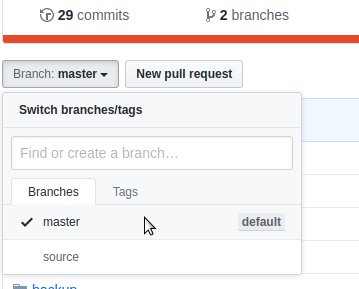 29 commits
2 branches
Branch: master
New pull request
Switch branches/tags
Find or create a branch…
Branches
Tags
master
default
source
backup